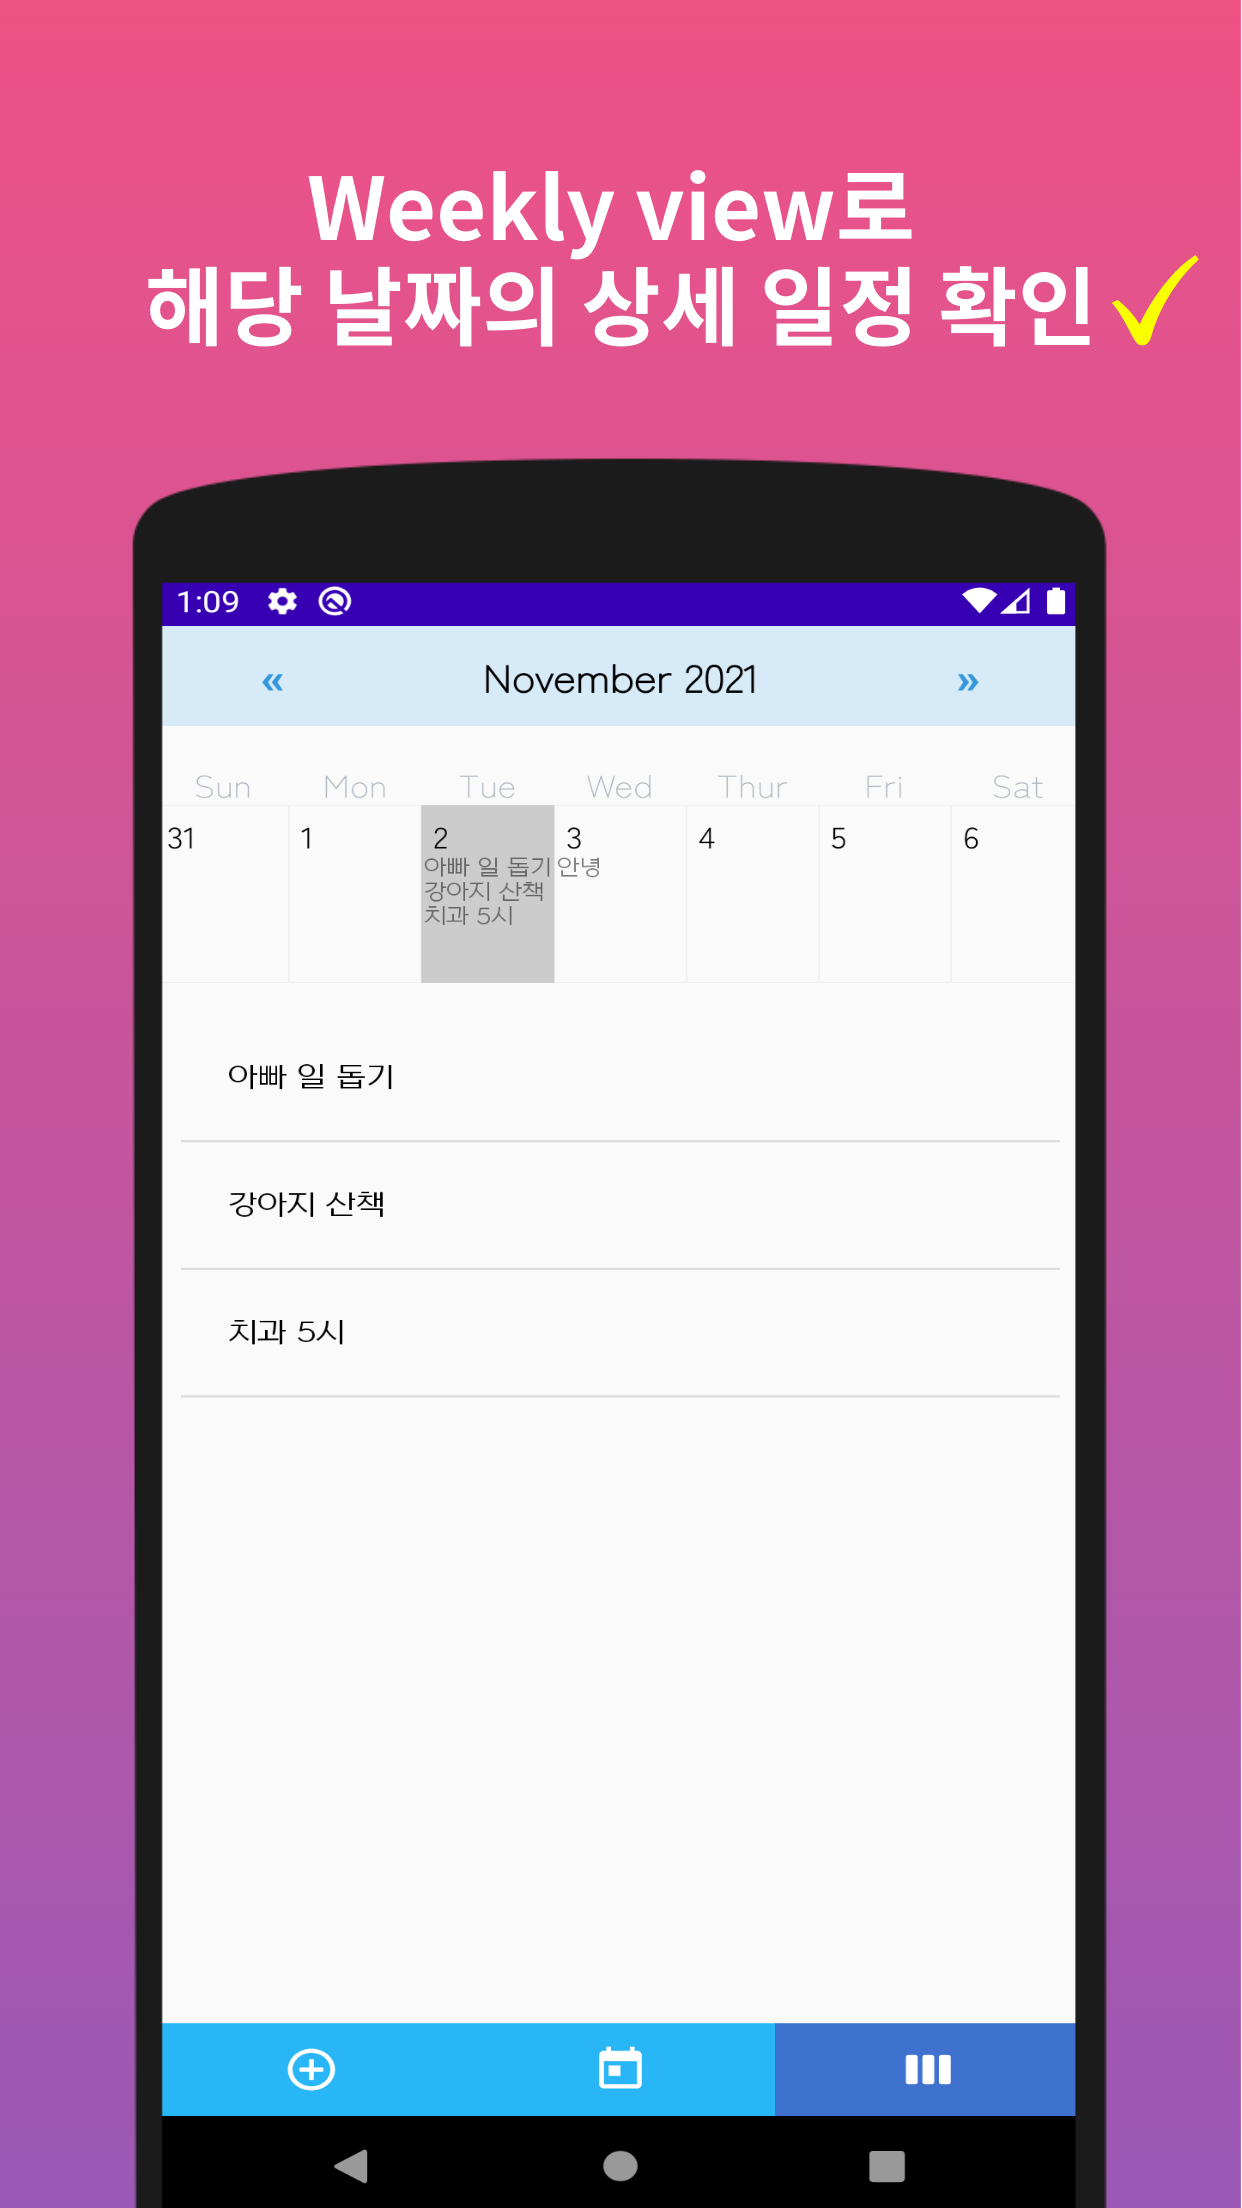 Weekly view로
해당 날짜의 상세 일정 확인
1:09
« November 2021 »
Sun Mon Tue Wed Thur Fri Sat
31 1 2 3 4 5 6
아빠 일 돕기 안녕
강아지 산책
치과 5시
아빠 일 돕기
강아지 산책
치과 5시